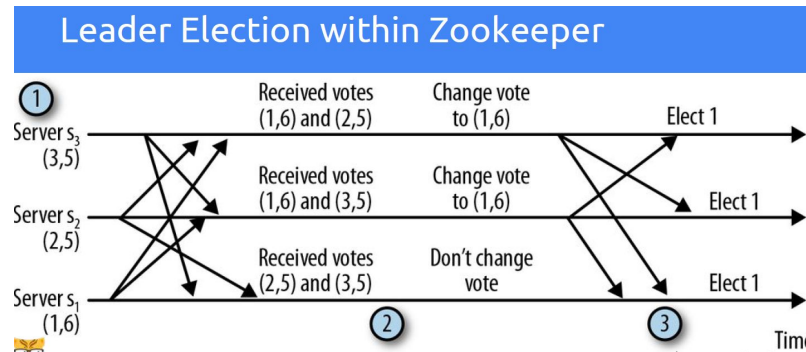 Leader Election within Zookeeper
1
Received votes
(1,6) and (2,5)
Change vote
to (1,6)
Elect 1
Server s3
(3,5)
Received votes
(1,6) and (3,5)
Change vote
to (1,6)
Elect 1
Server s2
(2,5)
Received votes
(2,5) and (3,5)
Don’t change
vote
Elect 1
Server s1
(1,6)
2
3
Time